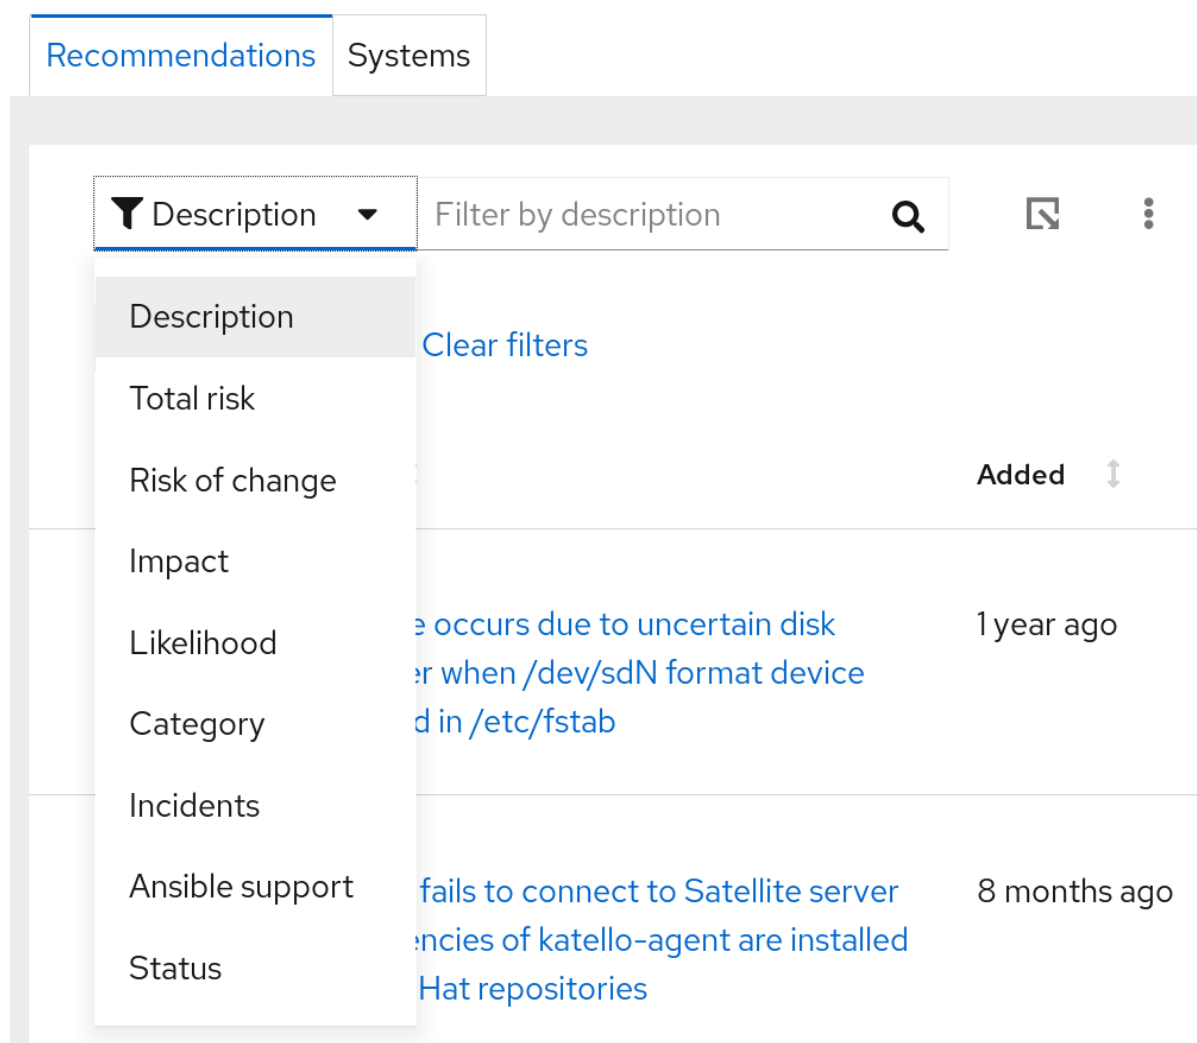 Recommendations Systems
Description Filter by description
Description
Clear filters
Total risk
Risk of change
Added
Impact
Likelihood
occurs due to uncertain disk
1 year ago
when /dev/sdN format device
in /etc/fstab
Category
Incidents
Ansible support
fails to connect to Satellite server
8 months ago
of katello-agent are installed
Status
Hat repositories